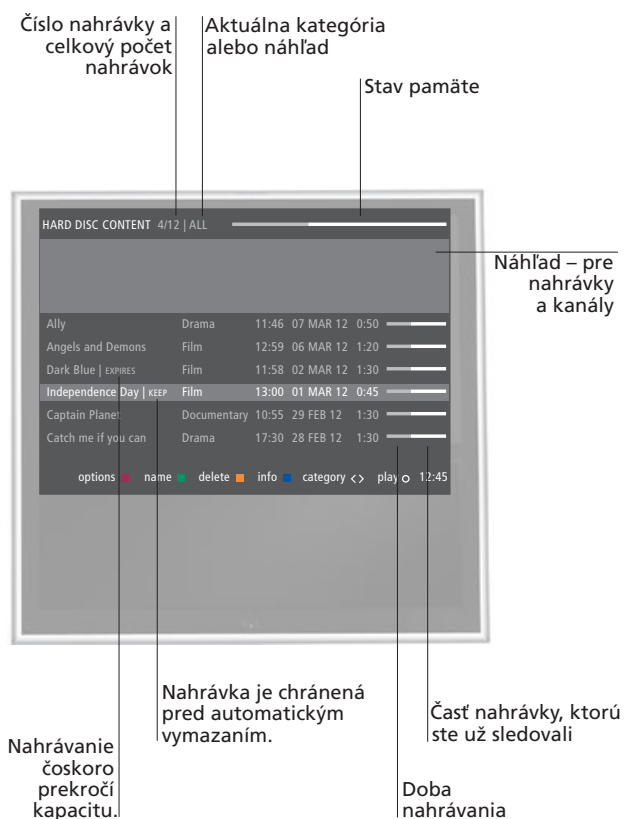 Číslo nahrávky a
celkový počet
nahrávok
Aktuálna kategória
alebo náhľad
Stav pamäte
HARD DISC CONTENT 4/12 | ALL
Náhľad – pre
nahrávky
a kanály
Ally Drama 11:46 07 MAR 12 0:50
Angels and Demons Film 12:59 06 MAR 12 1:20
Dark Blue | EXPIRES Film 11:58 02 MAR 12 1:30
Independence Day | KEEP Film 13:00 01 MAR 12 0:45
Captain Planet Documentary 10:55 29 FEB 12 1:30
Catch me if you can Drama 17:30 28 FEB 12 1:30
options name delete info category <> play 12:45
Nahrávka je chránená
pred automatickým
vymazaním.
Časť nahrávky, ktorú
ste už sledovali
Nahrávanie
čoskoro
prekročí
kapacitu.
Doba
nahrávania